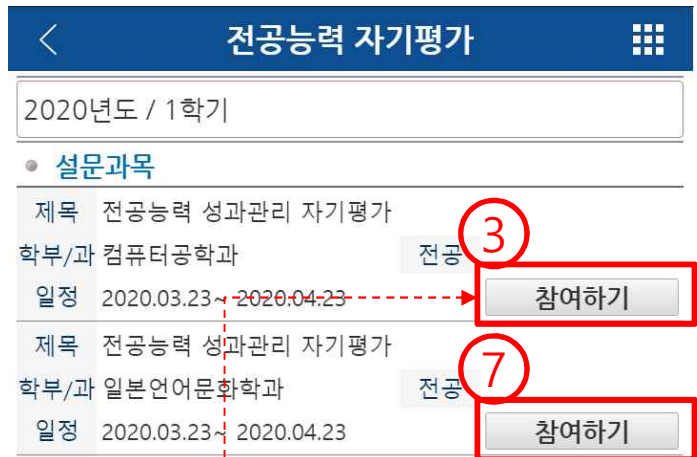 전공능력 자기평가
2020년도 / 1학기
설문과목
제목 전공능력 성과관리 자기평가
③
학부/과 컴퓨터공학과 전공
일정 2020.03.23~ 2020.04.23 참여하기
제목 전공능력 성과관리 자기평가
⑦
학부/과 일본언어문화학과 전공
일정 2020.03.23~ 2020.04.23 참여하기